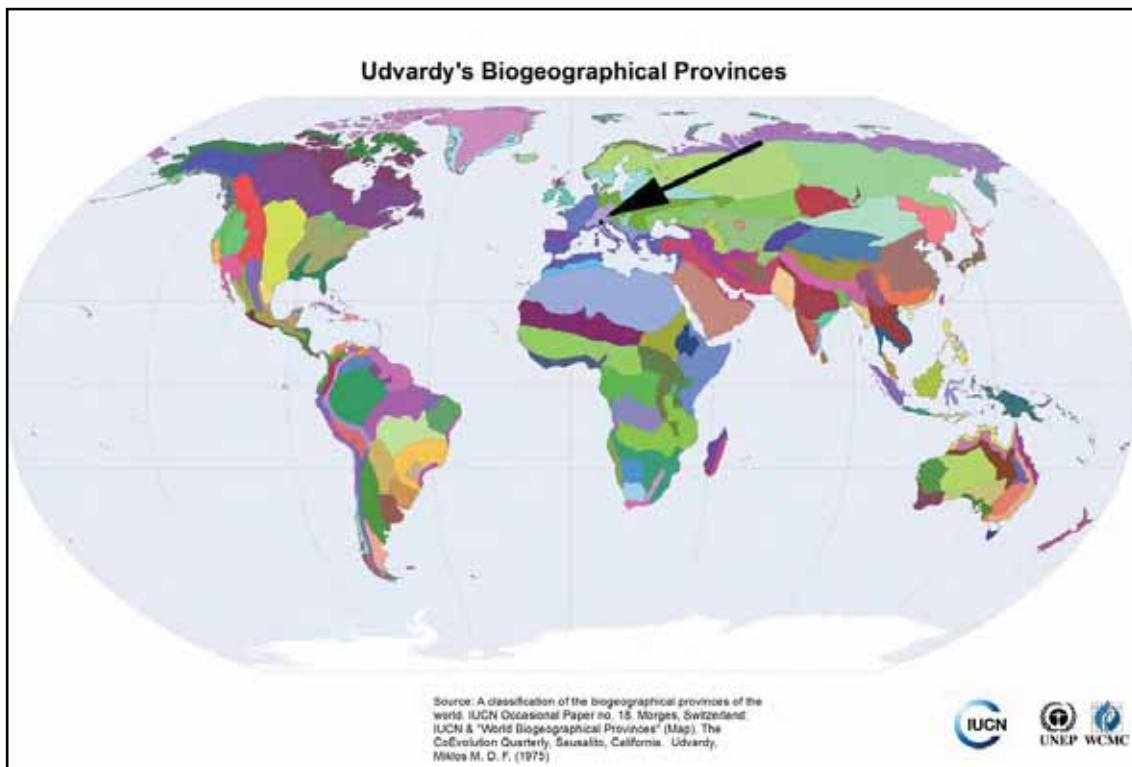 Udvardy's Biogeographical Provinces
Source: A classification of the biogeographical provinces of the
world. IUCN Occasional Paper no. 18. Morges, Switzerland:
IUCN & "World Biogeographical Provinces" (Map). The
CoEvolution Quarterly, Sausalito, California. Udvardy,
Miklos M. D. F. (1975)
IUCN
UNEP WCMC